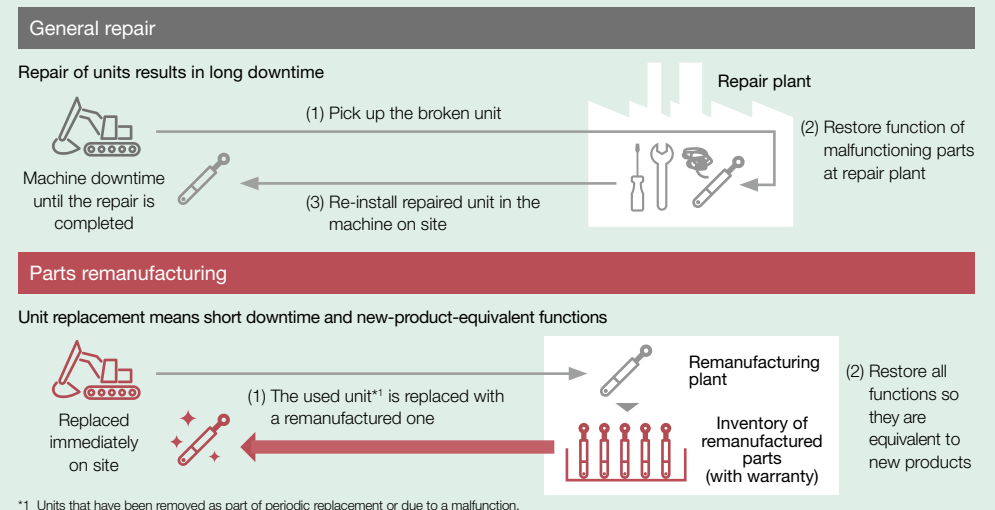 General repair
Repair of units results in long downtime
Repair plant
(1) Pick up the broken unit
(2) Restore function of
malfunctioning parts
at repair plant
Machine downtime
until the repair is
completed
(3) Re-install repaired unit in the
machine on site
Parts remanufacturing
Unit replacement means short downtime and new-product-equivalent functions
Remanufacturing
plant
(2) Restore all
functions so
they are
equivalent to
new products
(1) The used unit*1 is replaced with
a remanufactured one
Replaced
immediately
on site
Inventory of
remanufactured
parts
(with warranty)
*1 Units that have been removed as part of periodic replacement or due to a malfunction.